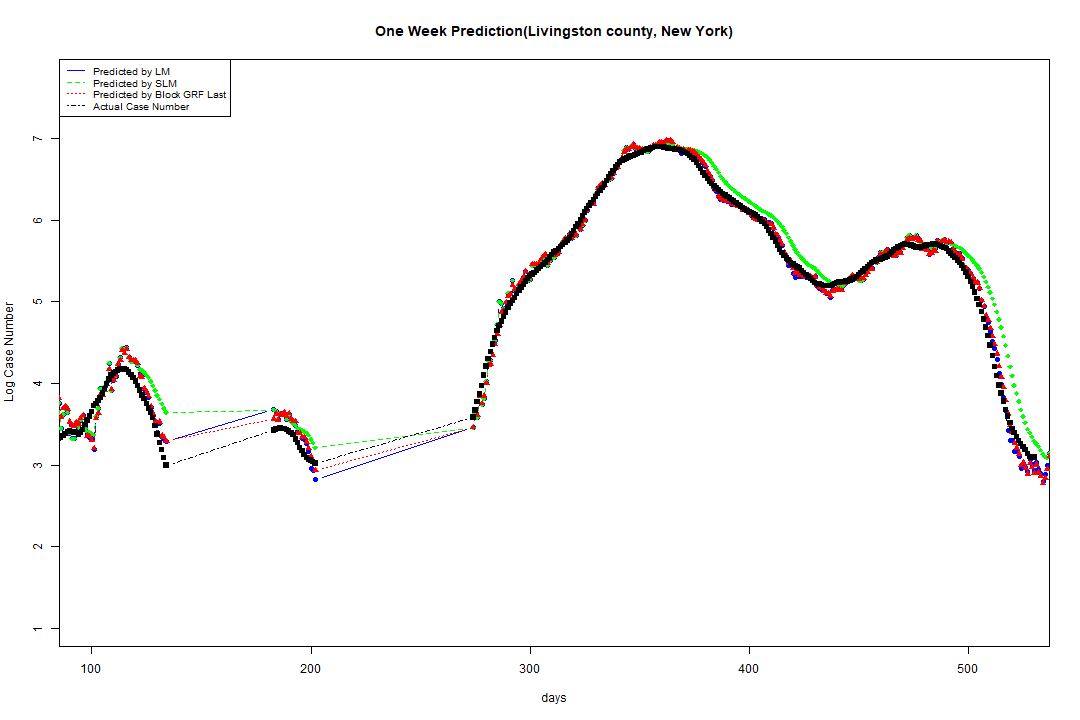 One Week Prediction(Livingston county, New York)
Predicted by LM
Predicted by SLM
Predicted by Block GRF Last
Actual Case Number
7
6
5
4
3
2
1
Log Case Number
100 200 300 400 500
days